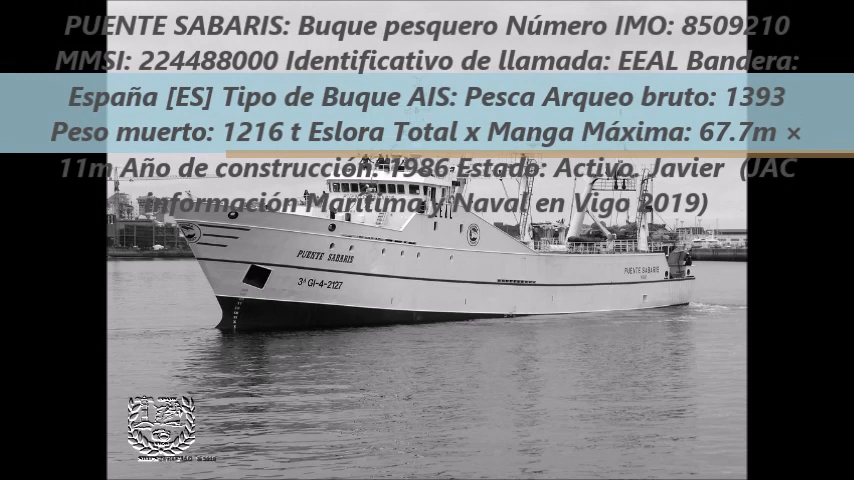 PUENTE SABARIS: Buque pesquero Número IMO: 8509210
MMSI: 224488000 Identificativo de llamada: EEAL Bandera:
España [ES] Tipo de Buque AIS: Pesca Arqueo bruto: 1393
Peso muerto: 1216 t Eslora Total x Manga Máxima: 67.7m ×
11m Año de construcción: 1986 Estado: Activo. Javier (JAC
información Marítima y Naval en Vigo 2019)
PUENTE SABARIS
3ª GI-4-2127
PUENTE SABARIS